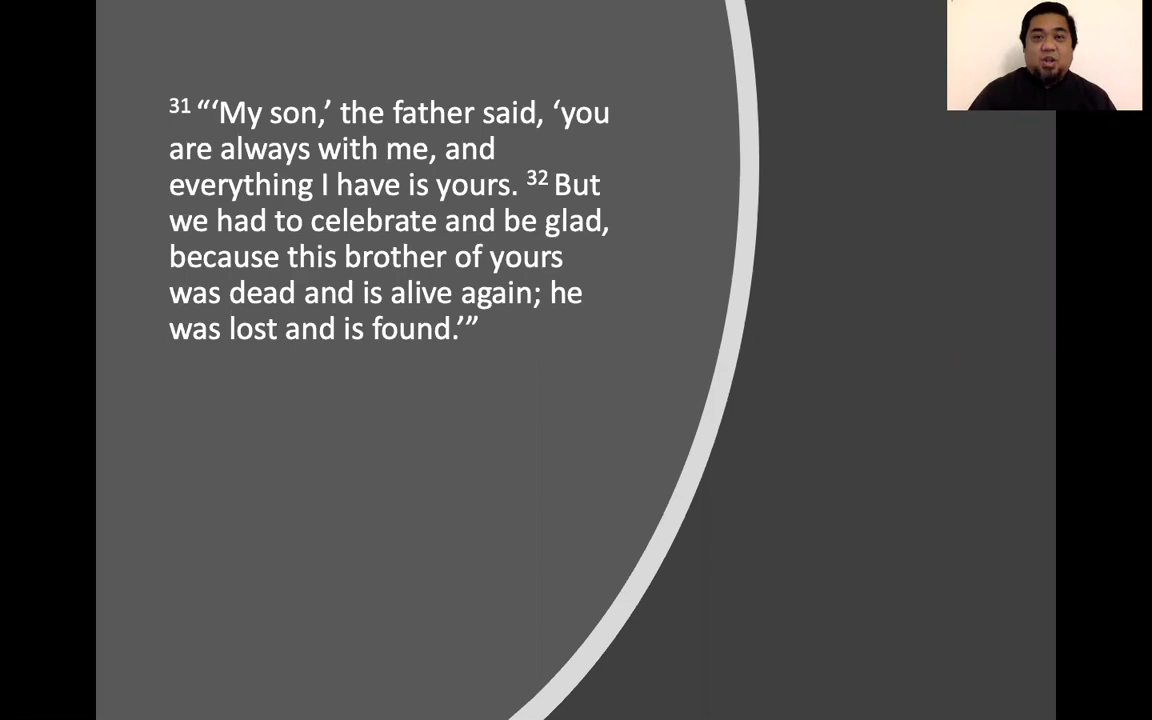 31 “‘My son,’ the father said, ‘you
are always with me, and
everything I have is yours. 32 But
we had to celebrate and be glad,
because this brother of yours
was dead and is alive again; he
was lost and is found.’”